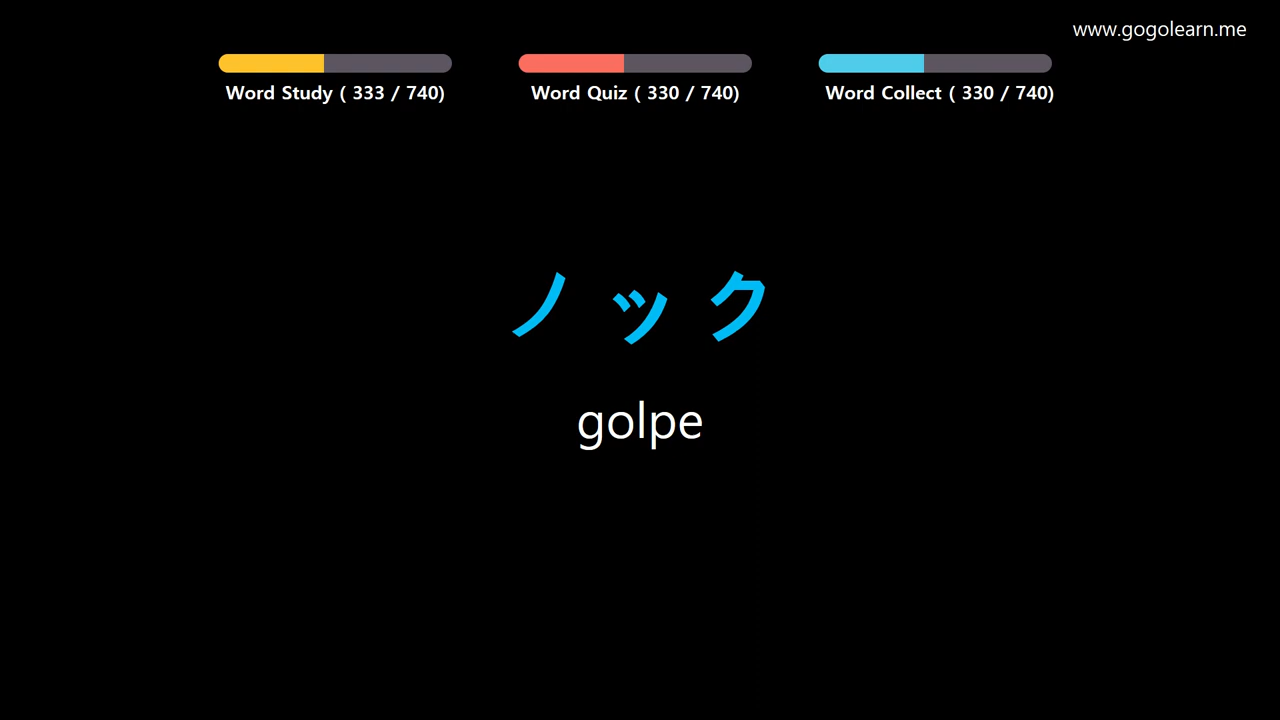 www.gogolearn.me
Word Study ( 333 / 740)
Word Quiz ( 330 / 740)
Word Collect ( 330 / 740)
ノック
golpe